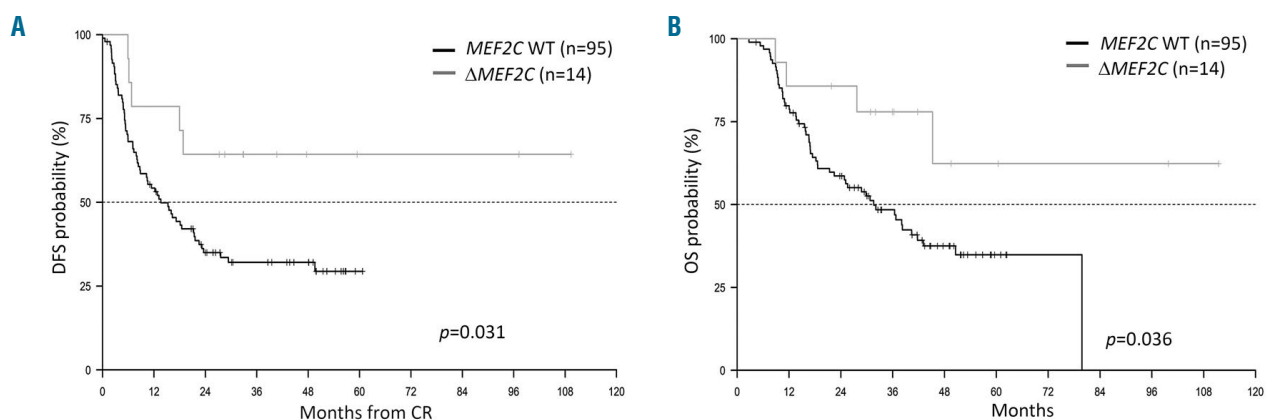 A
B
MEF2C WT (n=95)
ΔMEF2C (n=14)
DFS probability (%)
100
75
50
25
0
p=0.031
0 12 24 36 48 60 72 84 96 108 120
Months from CR
MEF2C WT (n=95)
ΔMEF2C (n=14)
OS probability (%)
100
75
50
25
0
p=0.036
0 12 24 36 48 60 72 84 96 108 120
Months